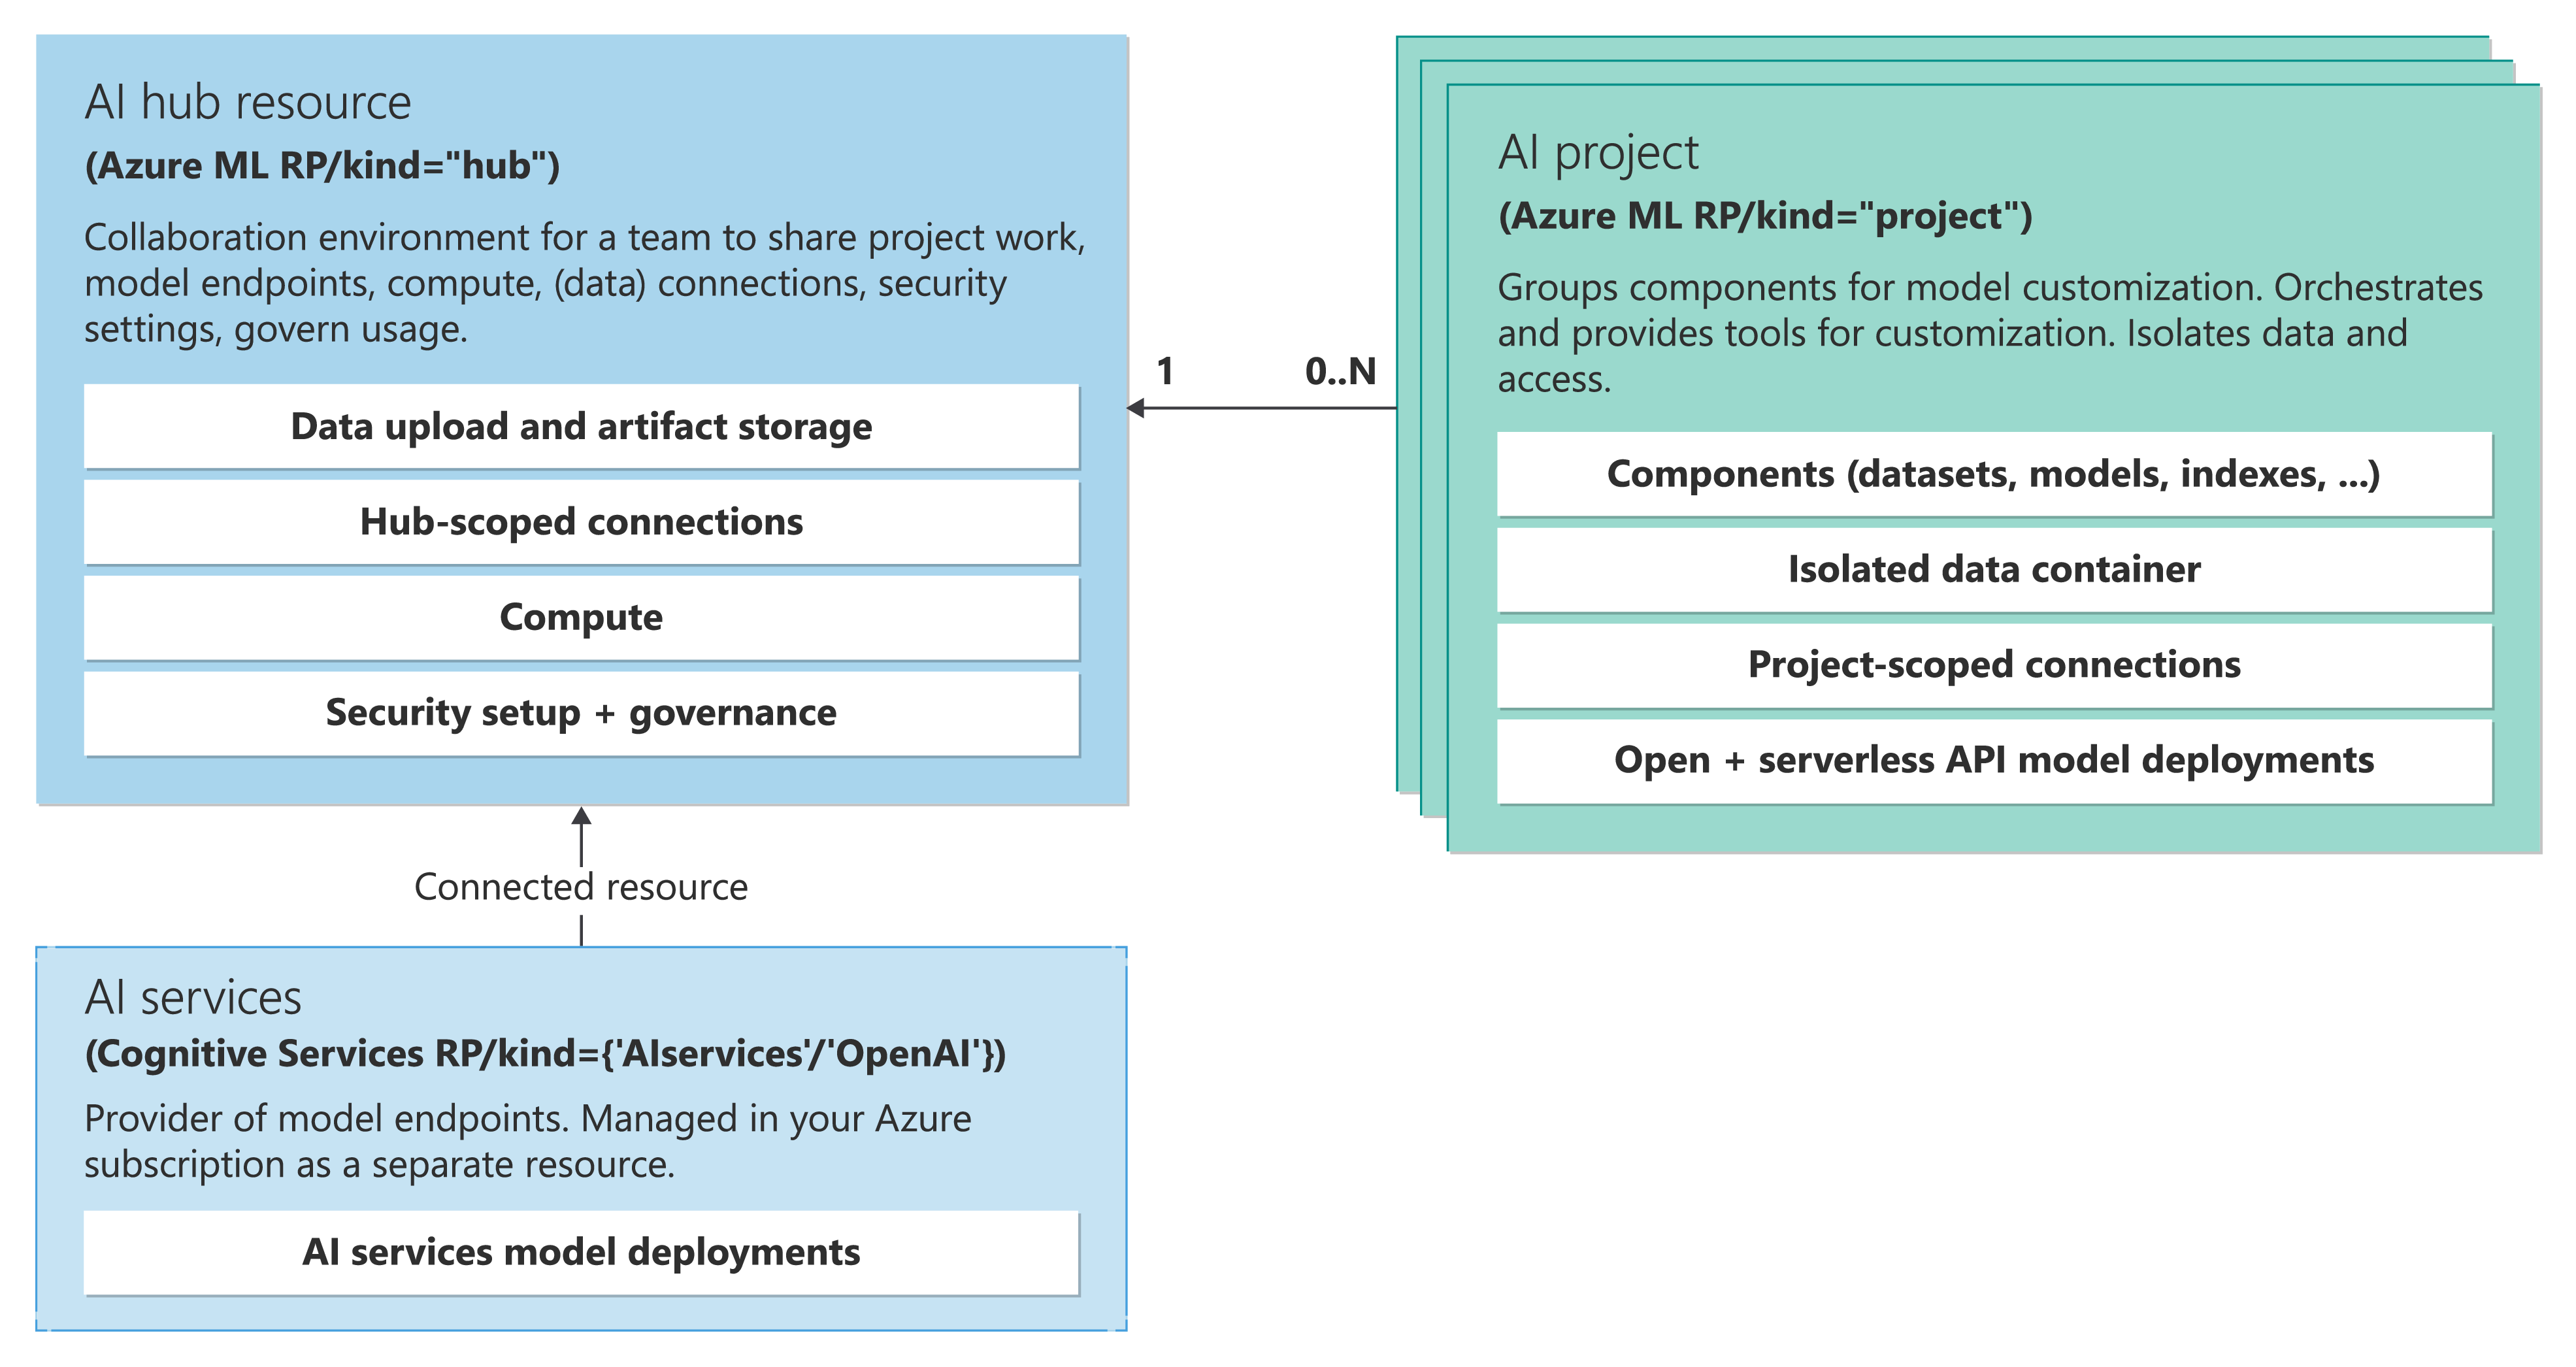 AI hub resource
(Azure ML RP/kind="hub")
Collaboration environment for a team to share project work,
model endpoints, compute, (data) connections, security
settings, govern usage.
Data upload and artifact storage
Hub-scoped connections
Compute
Security setup + governance
1
0..N
AI project
(Azure ML RP/kind="project")
Groups components for model customization. Orchestrates
and provides tools for customization. Isolates data and
access.
Components (datasets, models, indexes, ...)
Isolated data container
Project-scoped connections
Open + serverless API model deployments
Connected resource
AI services
(Cognitive Services RP/kind={'AIservices'/'OpenAI'})
Provider of model endpoints. Managed in your Azure
subscription as a separate resource.
AI services model deployments